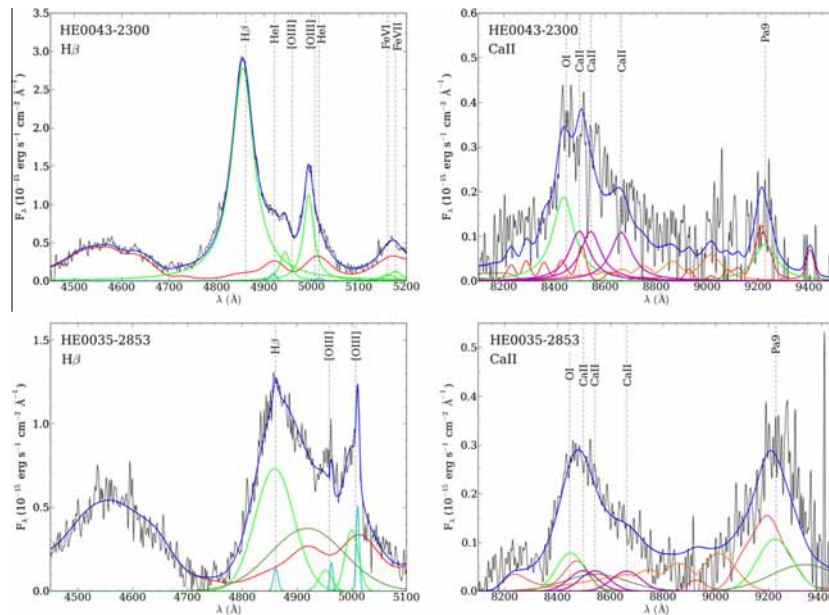 HE0043-2300
Hβ
Hβ
HeI
[OIII]
[OIII]
HeI
FeVI
FeVII
3.5
3.0
2.5
2.0
1.5
1.0
0.5
0.0
F_λ (10⁻¹⁵ erg s⁻¹ cm⁻² Å⁻¹)
4500 4600 4700 4800 4900 5000 5100 5200
λ (Å)
HE0043-2300
CaII
OI
CaII
CaII
CaII
Pa9
0.6
0.5
0.4
0.3
0.2
0.1
0.0
F_λ (10⁻¹⁵ erg s⁻¹ cm⁻² Å⁻¹)
8200 8400 8600 8800 9000 9200 9400
λ (Å)
HE0035-2853
Hβ
Hβ
[OIII]
[OIII]
1.5
1.0
0.5
0.0
F_λ (10⁻¹⁵ erg s⁻¹ cm⁻² Å⁻¹)
4500 4600 4700 4800 4900 5000 5100
λ (Å)
HE0035-2853
CaII
OI
CaII
CaII
CaII
Pa9
0.5
0.4
0.3
0.2
0.1
0.0
F_λ (10⁻¹⁵ erg s⁻¹ cm⁻² Å⁻¹)
8200 8400 8600 8800 9000 9200
λ (Å)